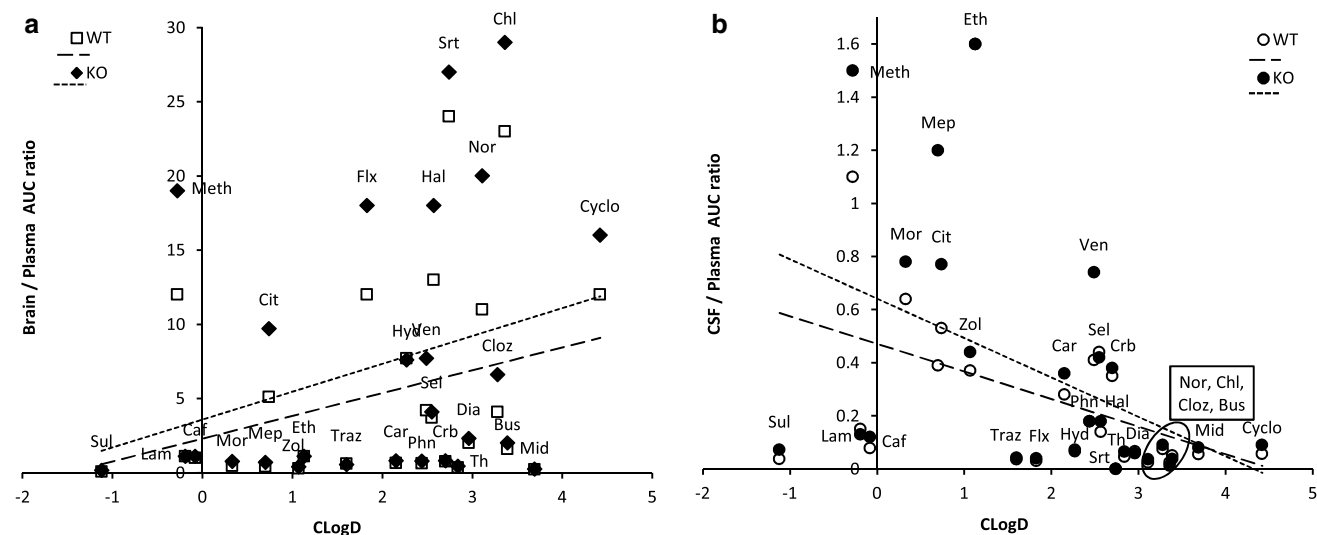 a
WT
KO
Brain / Plasma AUC ratio
30
25
20
15
10
5
0
-2
-1
0
1
2
3
4
5
CLogD
Chl
Srt
Nor
Meth
Flx
Hal
Cyclo
Cit
Hyd
Ven
Cloz
Sel
Dia
Bus
Sul
Caf
Lam
Mor
Mep
Eth
Zol
Traz
Car
Phn
Crb
Th
Mid
b
WT
KO
CSF / Plasma AUC ratio
1.6
1.4
1.2
1
0.8
0.6
0.4
0.2
0
-2
-1
0
1
2
3
4
5
CLogD
Eth
Meth
Mep
Mor
Cit
Ven
Zol
Sel
Car
Crb
Nor, Chl,
Cloz, Bus
Phn
Hal
Sul
Lam
Caf
Traz
Flx
Hyd
Th
Dia
Srt
Mid
Cyclo